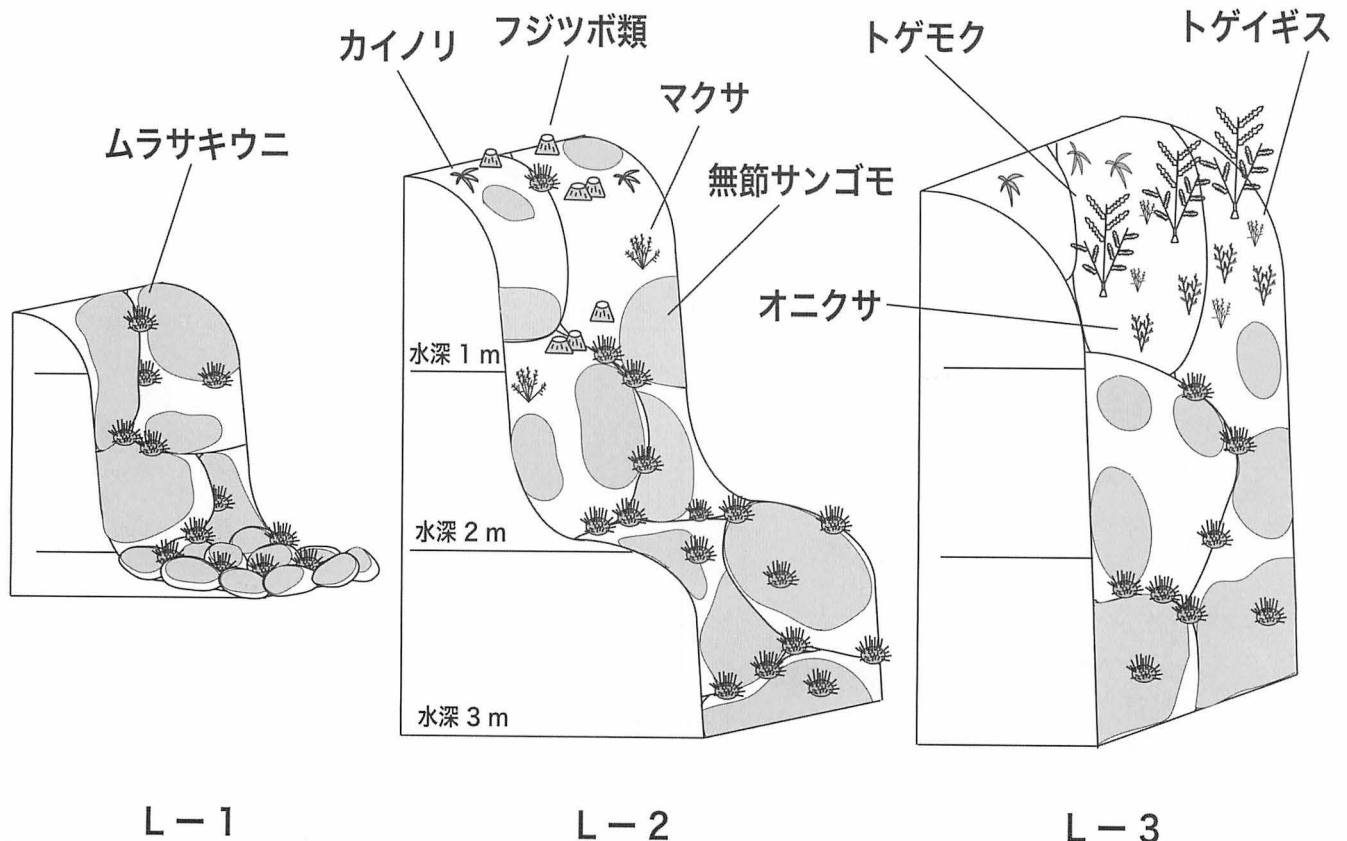 カイノリ
フジツボ類
トゲモク
トゲイギス
マクサ
ムラサキウニ
無節サンゴモ
オニクサ
水深 1 m
水深 2 m
水深 3 m
L − 1
L − 2
L − 3